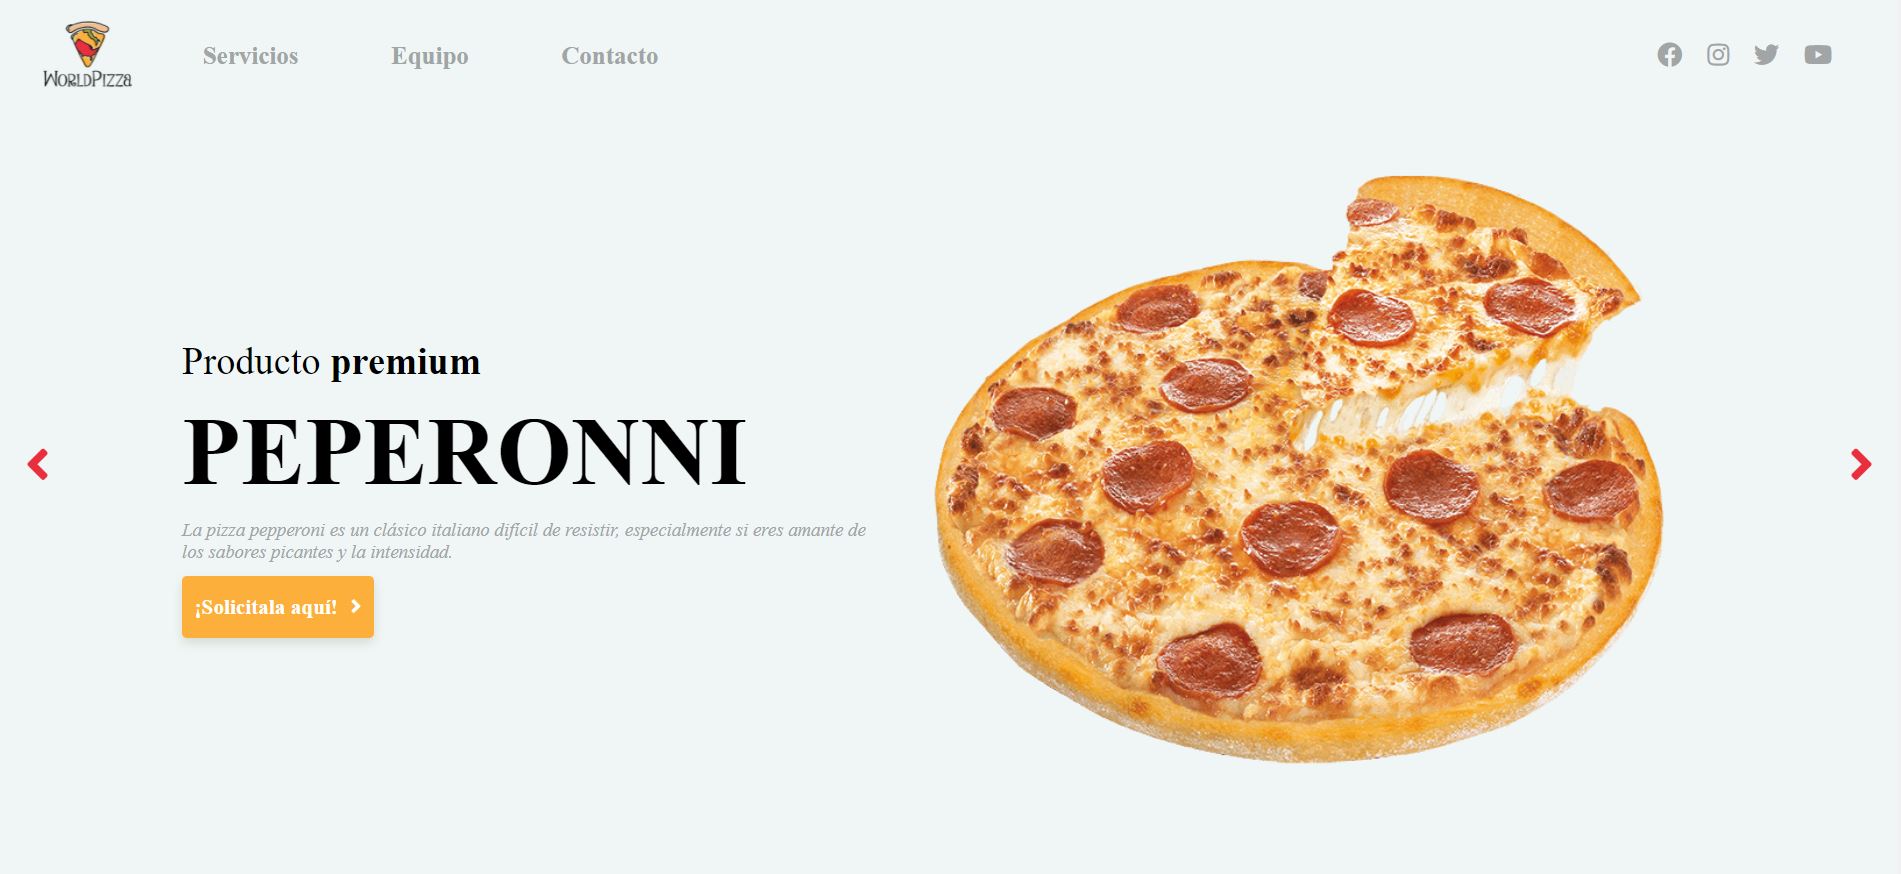 WORLDPIZZA
Servicios
Equipo
Contacto
Producto premium
PEPERONNI
La pizza pepperoni es un clásico italiano difícil de resistir, especialmente si eres amante de
los sabores picantes y la intensidad.
¡Solicitala aquí!